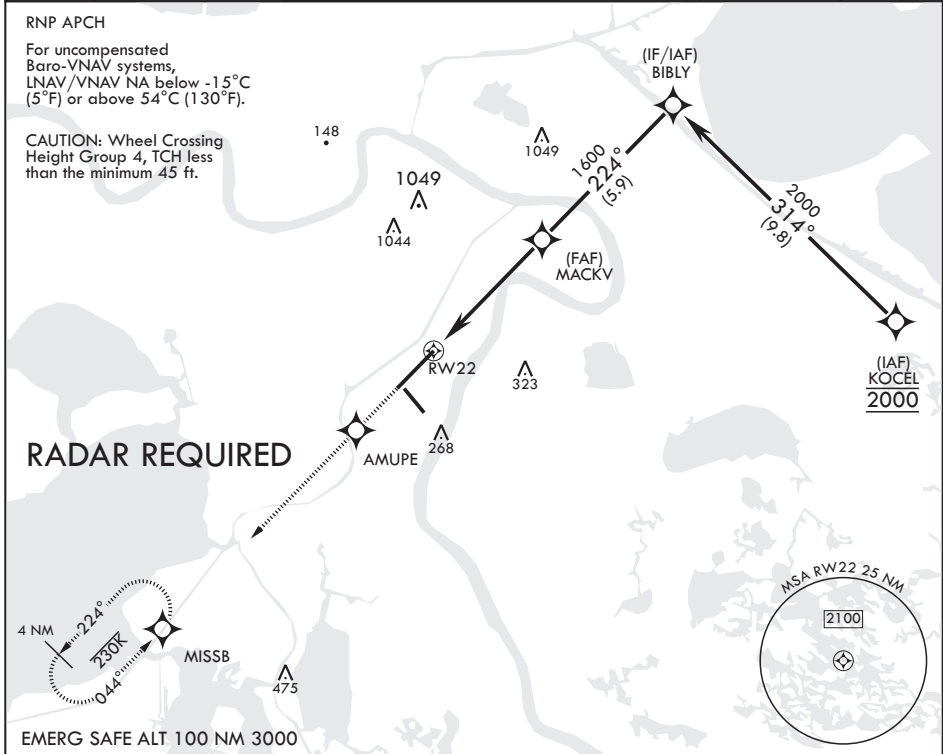 RNP APCH
For uncompensated
Baro-VNAV systems,
LNAV/VNAV NA below -15°C
(5°F) or above 54°C (130°F).
CAUTION: Wheel Crossing
Height Group 4, TCH less
than the minimum 45 ft.
(IF/IAF)
BIBLY
148
1049
1600
224°
(5.9)
1049
1044
2000
314°
(9.8)
(FAF)
MACKV
(IAF)
KOCEL
2000
RW22
323
RADAR REQUIRED
AMUPE
268
MSA RW22 25 NM
2100
4 NM
224°
230K
044°
MISSB
475
EMERG SAFE ALT 100 NM 3000